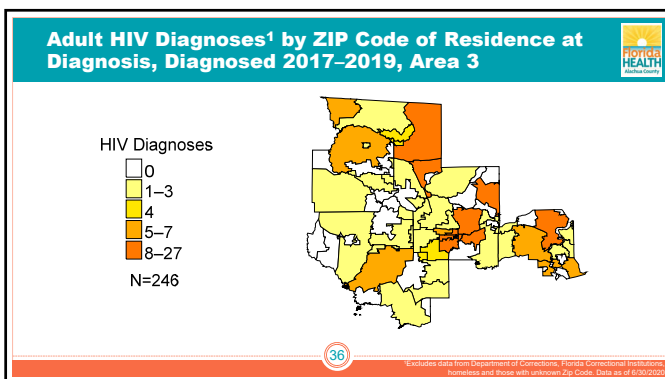 Adult HIV Diagnoses¹ by ZIP Code of Residence at
Diagnosis, Diagnosed 2017–2019, Area 3
Florida
HEALTH
Alachua County
HIV Diagnoses
0
1–3
4
5–7
8–27
N=246
36
¹Excludes data from Department of Corrections, Florida Correctional Institutions,
homeless and those with unknown Zip Code. Data as of 6/30/2020